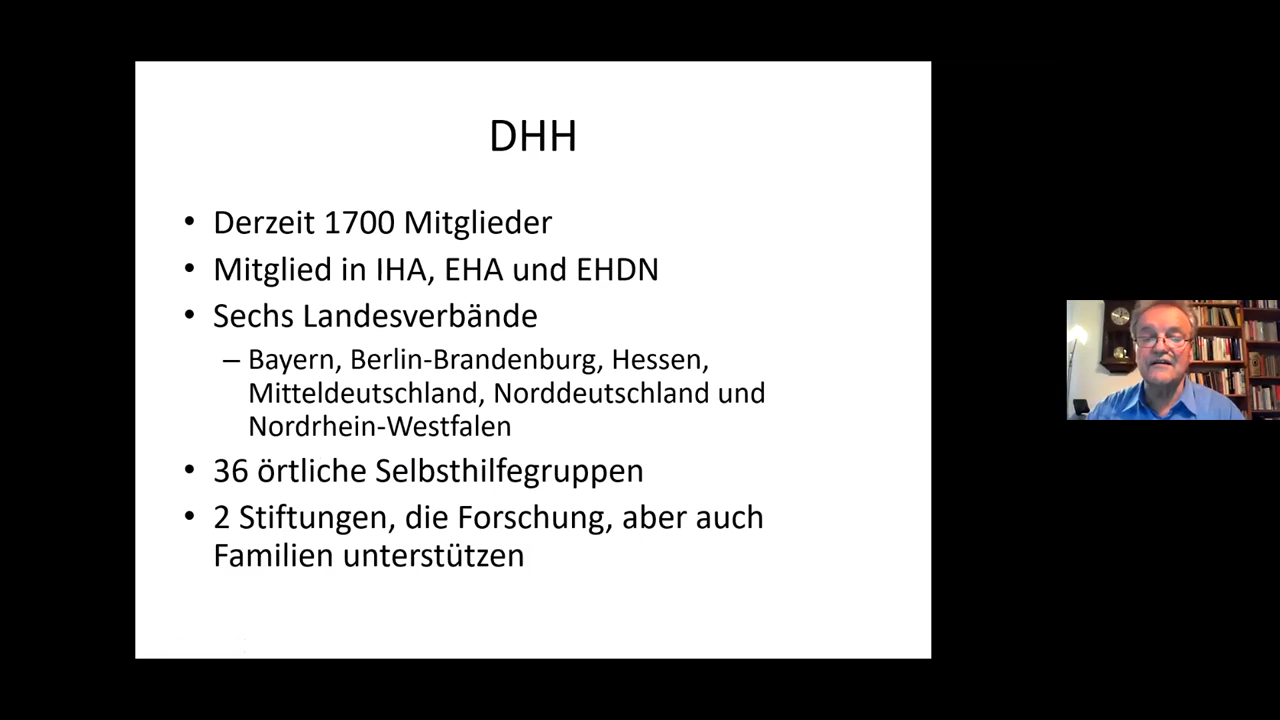 DHH
• Derzeit 1700 Mitglieder
• Mitglied in IHA, EHA und EHDN
• Sechs Landesverbände
– Bayern, Berlin-Brandenburg, Hessen,
Mitteldeutschland, Norddeutschland und
Nordrhein-Westfalen
• 36 örtliche Selbsthilfegruppen
• 2 Stiftungen, die Forschung, aber auch
Familien unterstützen